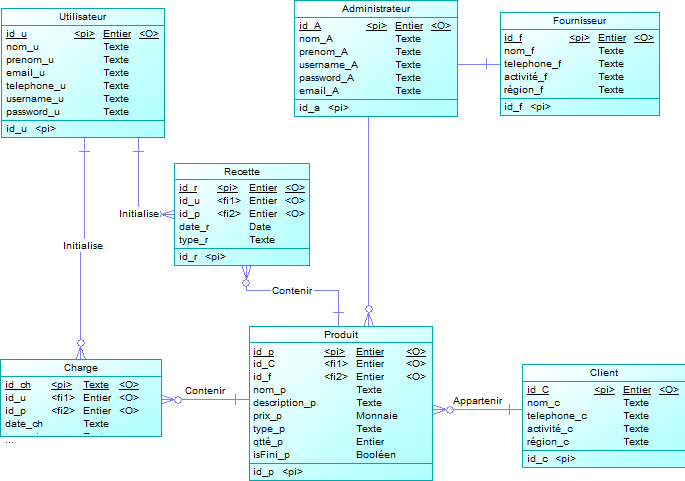 Utilisateur
id_u <pi> Entier <O>
nom_u Texte
prenom_u Texte
email_u Texte
telephone_u Texte
username_u Texte
password_u Texte
id_u <pi>
Administrateur
id_A <pi> Entier <O>
nom_A Texte
prenom_A Texte
username_A Texte
password_A Texte
email_A Texte
id_a <pi>
Fournisseur
id_f <pi> Entier <O>
nom_f Texte
telephone_f Texte
activité_f Texte
région_f Texte
id_f <pi>
Recette
id_r <pi> Entier <O>
id_u <fi1> Entier <O>
id_p <fi2> Entier <O>
date_r Date
type_r Texte
id_r <pi>
Initialise
Initialise
Contenir
Produit
id_p <pi> Entier <O>
id_C <fi1> Entier <O>
id_f <fi2> Entier <O>
nom_p Texte
description_p Texte
prix_p Monnaie
type_p Texte
qtté_p Entier
isFini_p Booléen
id_p <pi>
Charge
id_ch <pi> Texte <O>
id_u <fi1> Entier <O>
id_p <fi2> Entier <O>
date_ch Texte
...
Contenir
Appartenir
Client
id_C <pi> Entier <O>
nom_c Texte
telephone_c Texte
activité_c Texte
région_c Texte
id_c <pi>